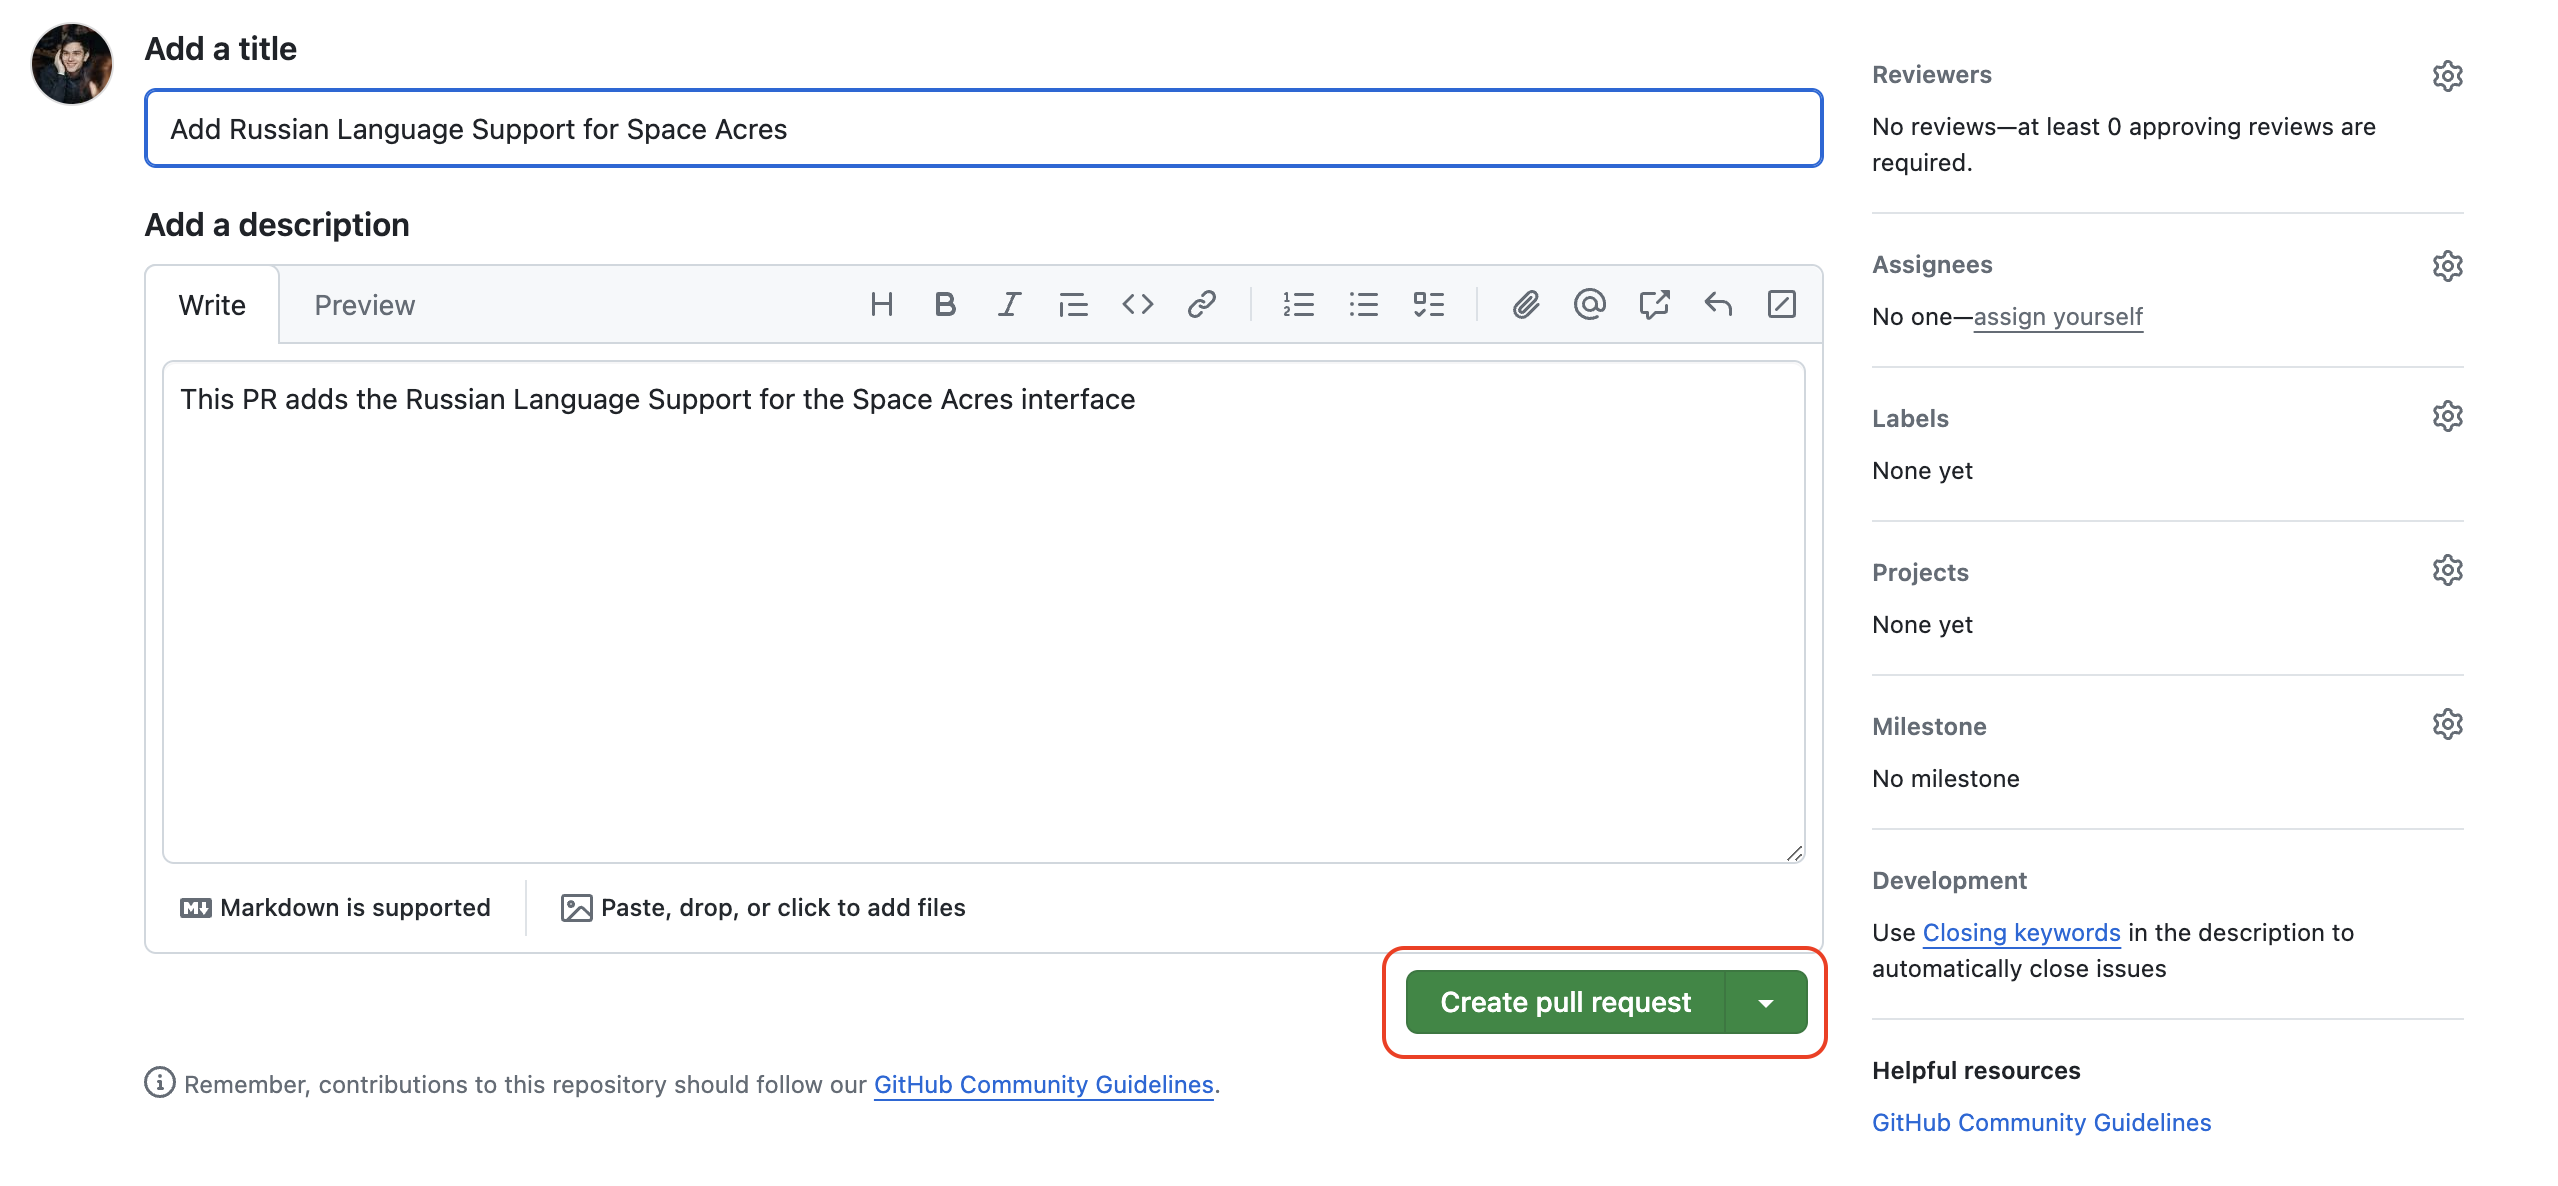 Add a title
Add Russian Language Support for Space Acres
Add a description
Write
Preview
This PR adds the Russian Language Support for the Space Acres interface
Markdown is supported
Paste, drop, or click to add files
Create pull request
Remember, contributions to this repository should follow our GitHub Community Guidelines.
Reviewers
No reviews—at least 0 approving reviews are
required.
Assignees
No one—assign yourself
Labels
None yet
Projects
None yet
Milestone
No milestone
Development
Use Closing keywords in the description to
automatically close issues
Helpful resources
GitHub Community Guidelines